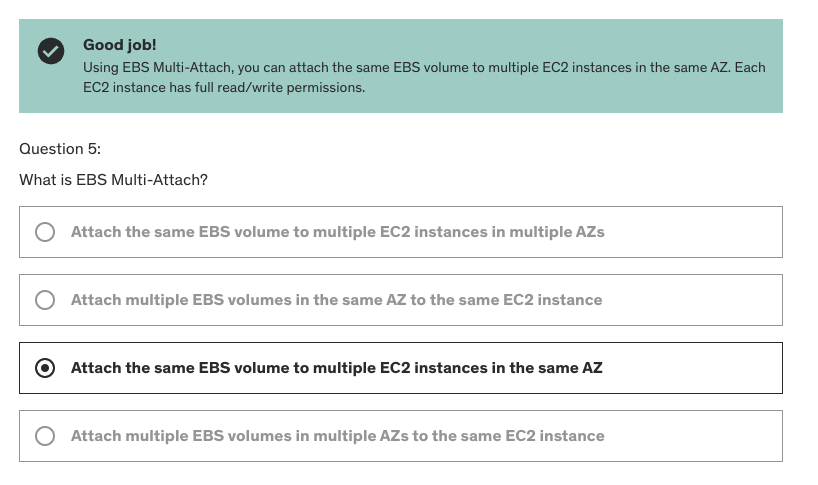 Good job!
Using EBS Multi-Attach, you can attach the same EBS volume to multiple EC2 instances in the same AZ. Each
EC2 instance has full read/write permissions.
Question 5:
What is EBS Multi-Attach?
Attach the same EBS volume to multiple EC2 instances in multiple AZs
Attach multiple EBS volumes in the same AZ to the same EC2 instance
Attach the same EBS volume to multiple EC2 instances in the same AZ
Attach multiple EBS volumes in multiple AZs to the same EC2 instance